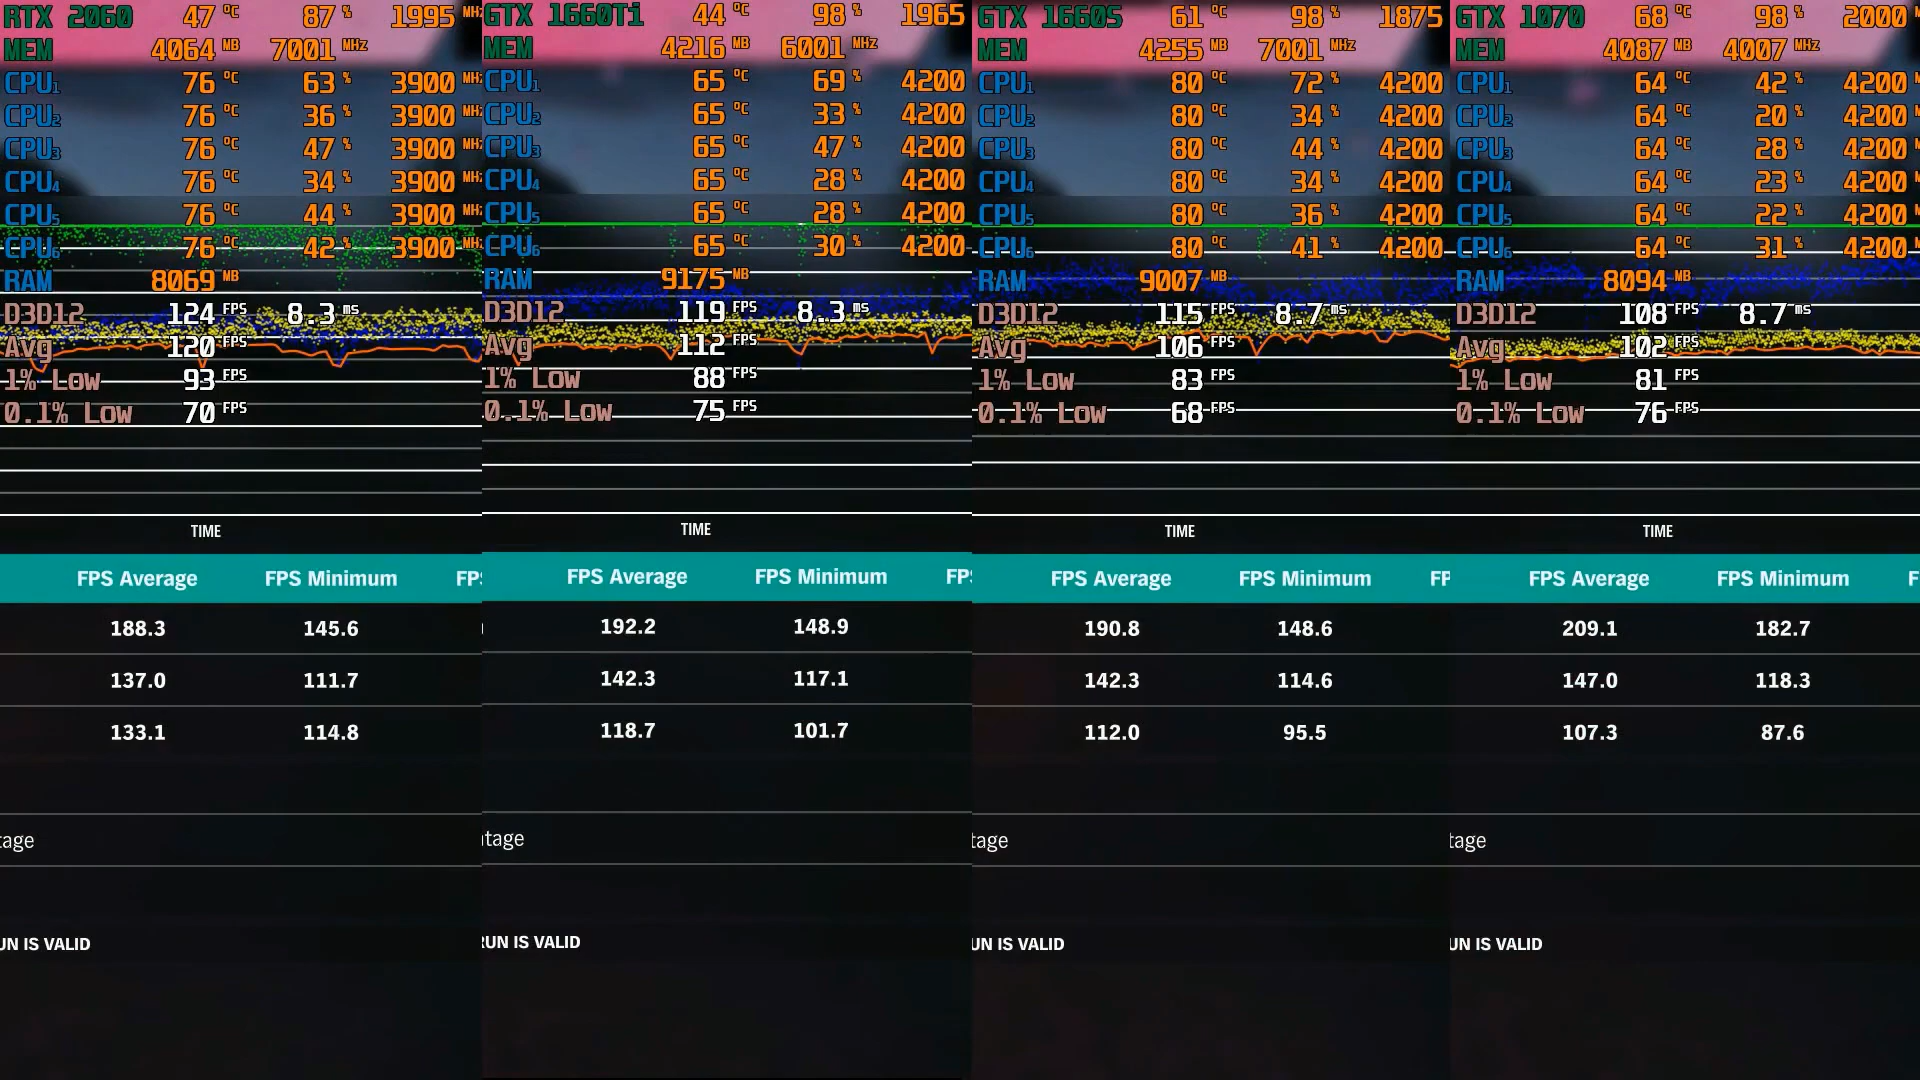 RTX 2060 47 °C 87 % 1995 MHz
MEM 4064 MB 7001 MHz
CPU1 76 °C 63 % 3900 MHz
CPU2 76 °C 36 % 3900 MHz
CPU3 76 °C 47 % 3900 MHz
CPU4 76 °C 34 % 3900 MHz
CPU5 76 °C 44 % 3900 MHz
CPU6 76 °C 42 % 3900 MHz
RAM 8069 MB
D3D12 124 FPS 8.3 ms
Avg 120 FPS
1% Low 93 FPS
0.1% Low 70 FPS
TIME
FPS Average FPS Minimum FPS
188.3 145.6
137.0 111.7
133.1 114.8
tage
UN IS VALID
GTX 1660Ti 44 °C 98 % 1965
MEM 4216 MB 6001 MHz
CPU1 65 °C 69 % 4200
CPU2 65 °C 33 % 4200
CPU3 65 °C 47 % 4200
CPU4 65 °C 28 % 4200
CPU5 65 °C 28 % 4200
CPU6 65 °C 30 % 4200
RAM 9175 MB
D3D12 119 FPS 8.3 ms
Avg 112 FPS
1% Low 88 FPS
0.1% Low 75 FPS
TIME
FPS Average FPS Minimum FPS
192.2 148.9
142.3 117.1
118.7 101.7
ntage
RUN IS VALID
GTX 1660S 61 °C 98 % 1875
MEM 4255 MB 7001 MHz
CPU1 80 °C 72 % 4200
CPU2 80 °C 34 % 4200
CPU3 80 °C 44 % 4200
CPU4 80 °C 34 % 4200
CPU5 80 °C 36 % 4200
CPU6 80 °C 41 % 4200
RAM 9007 MB
D3D12 115 FPS 8.7 ms
Avg 106 FPS
1% Low 83 FPS
0.1% Low 68 FPS
TIME
FPS Average FPS Minimum FP
190.8 148.6
142.3 114.6
112.0 95.5
tage
UN IS VALID
GTX 1070 68 °C 98 % 2000 M
MEM 4087 MB 4007 MHz
CPU1 64 °C 42 % 4200 M
CPU2 64 °C 20 % 4200 M
CPU3 64 °C 28 % 4200 M
CPU4 64 °C 23 % 4200 M
CPU5 64 °C 22 % 4200 M
CPU6 64 °C 31 % 4200 M
RAM 8094 MB
D3D12 108 FPS 8.7 ms
Avg 102 FPS
1% Low 81 FPS
0.1% Low 76 FPS
TIME
FPS Average FPS Minimum F
209.1 182.7
147.0 118.3
107.3 87.6
tage
UN IS VALID